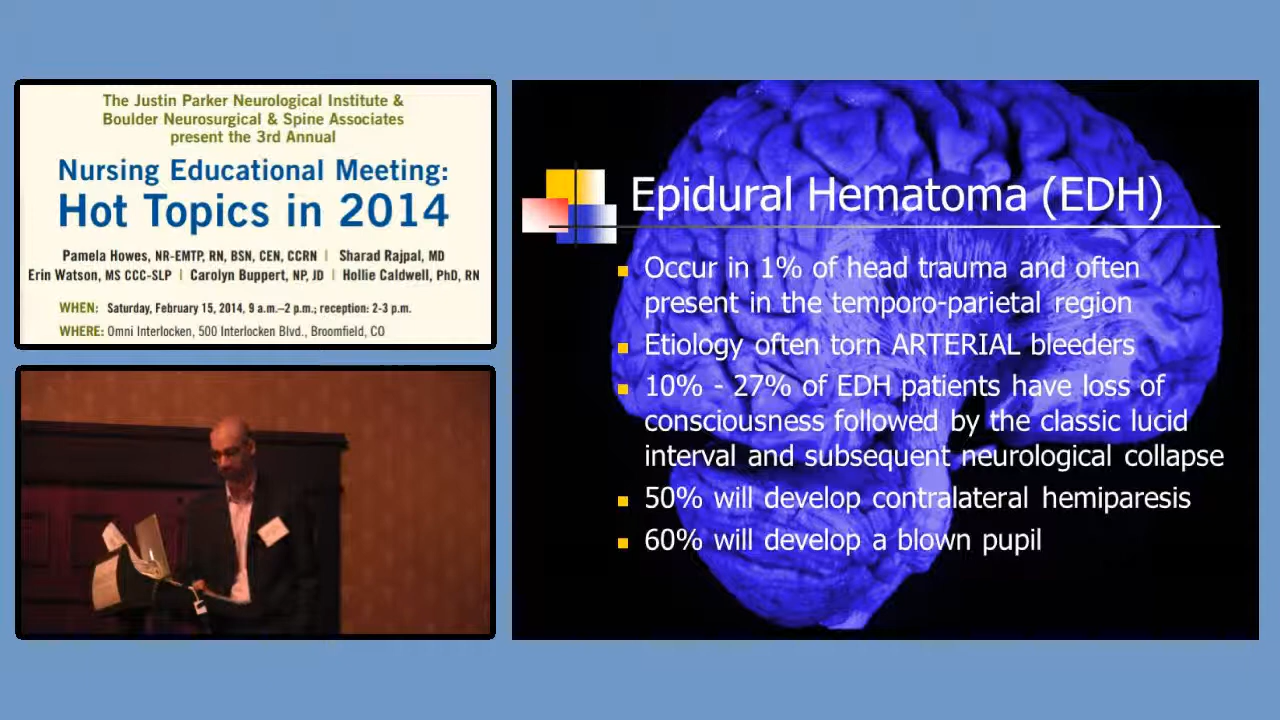 The Justin Parker Neurological Institute &
Boulder Neurosurgical & Spine Associates
present the 3rd Annual
Nursing Educational Meeting:
Hot Topics in 2014
Pamela Howes, NR-EMTP, RN, BSN, CEN, CCRN | Sharad Rajpal, MD
Erin Watson, MS CCC-SLP | Carolyn Buppert, NP, JD | Hollie Caldwell, PhD, RN
WHEN: Saturday, February 15, 2014, 9 a.m.–2 p.m.; reception: 2-3 p.m.
WHERE: Omni Interlocken, 500 Interlocken Blvd., Broomfield, CO
Epidural Hematoma (EDH)
Occur in 1% of head trauma and often
present in the temporo-parietal region
Etiology often torn ARTERIAL bleeders
10% - 27% of EDH patients have loss of
consciousness followed by the classic lucid
interval and subsequent neurological collapse
50% will develop contralateral hemiparesis
60% will develop a blown pupil